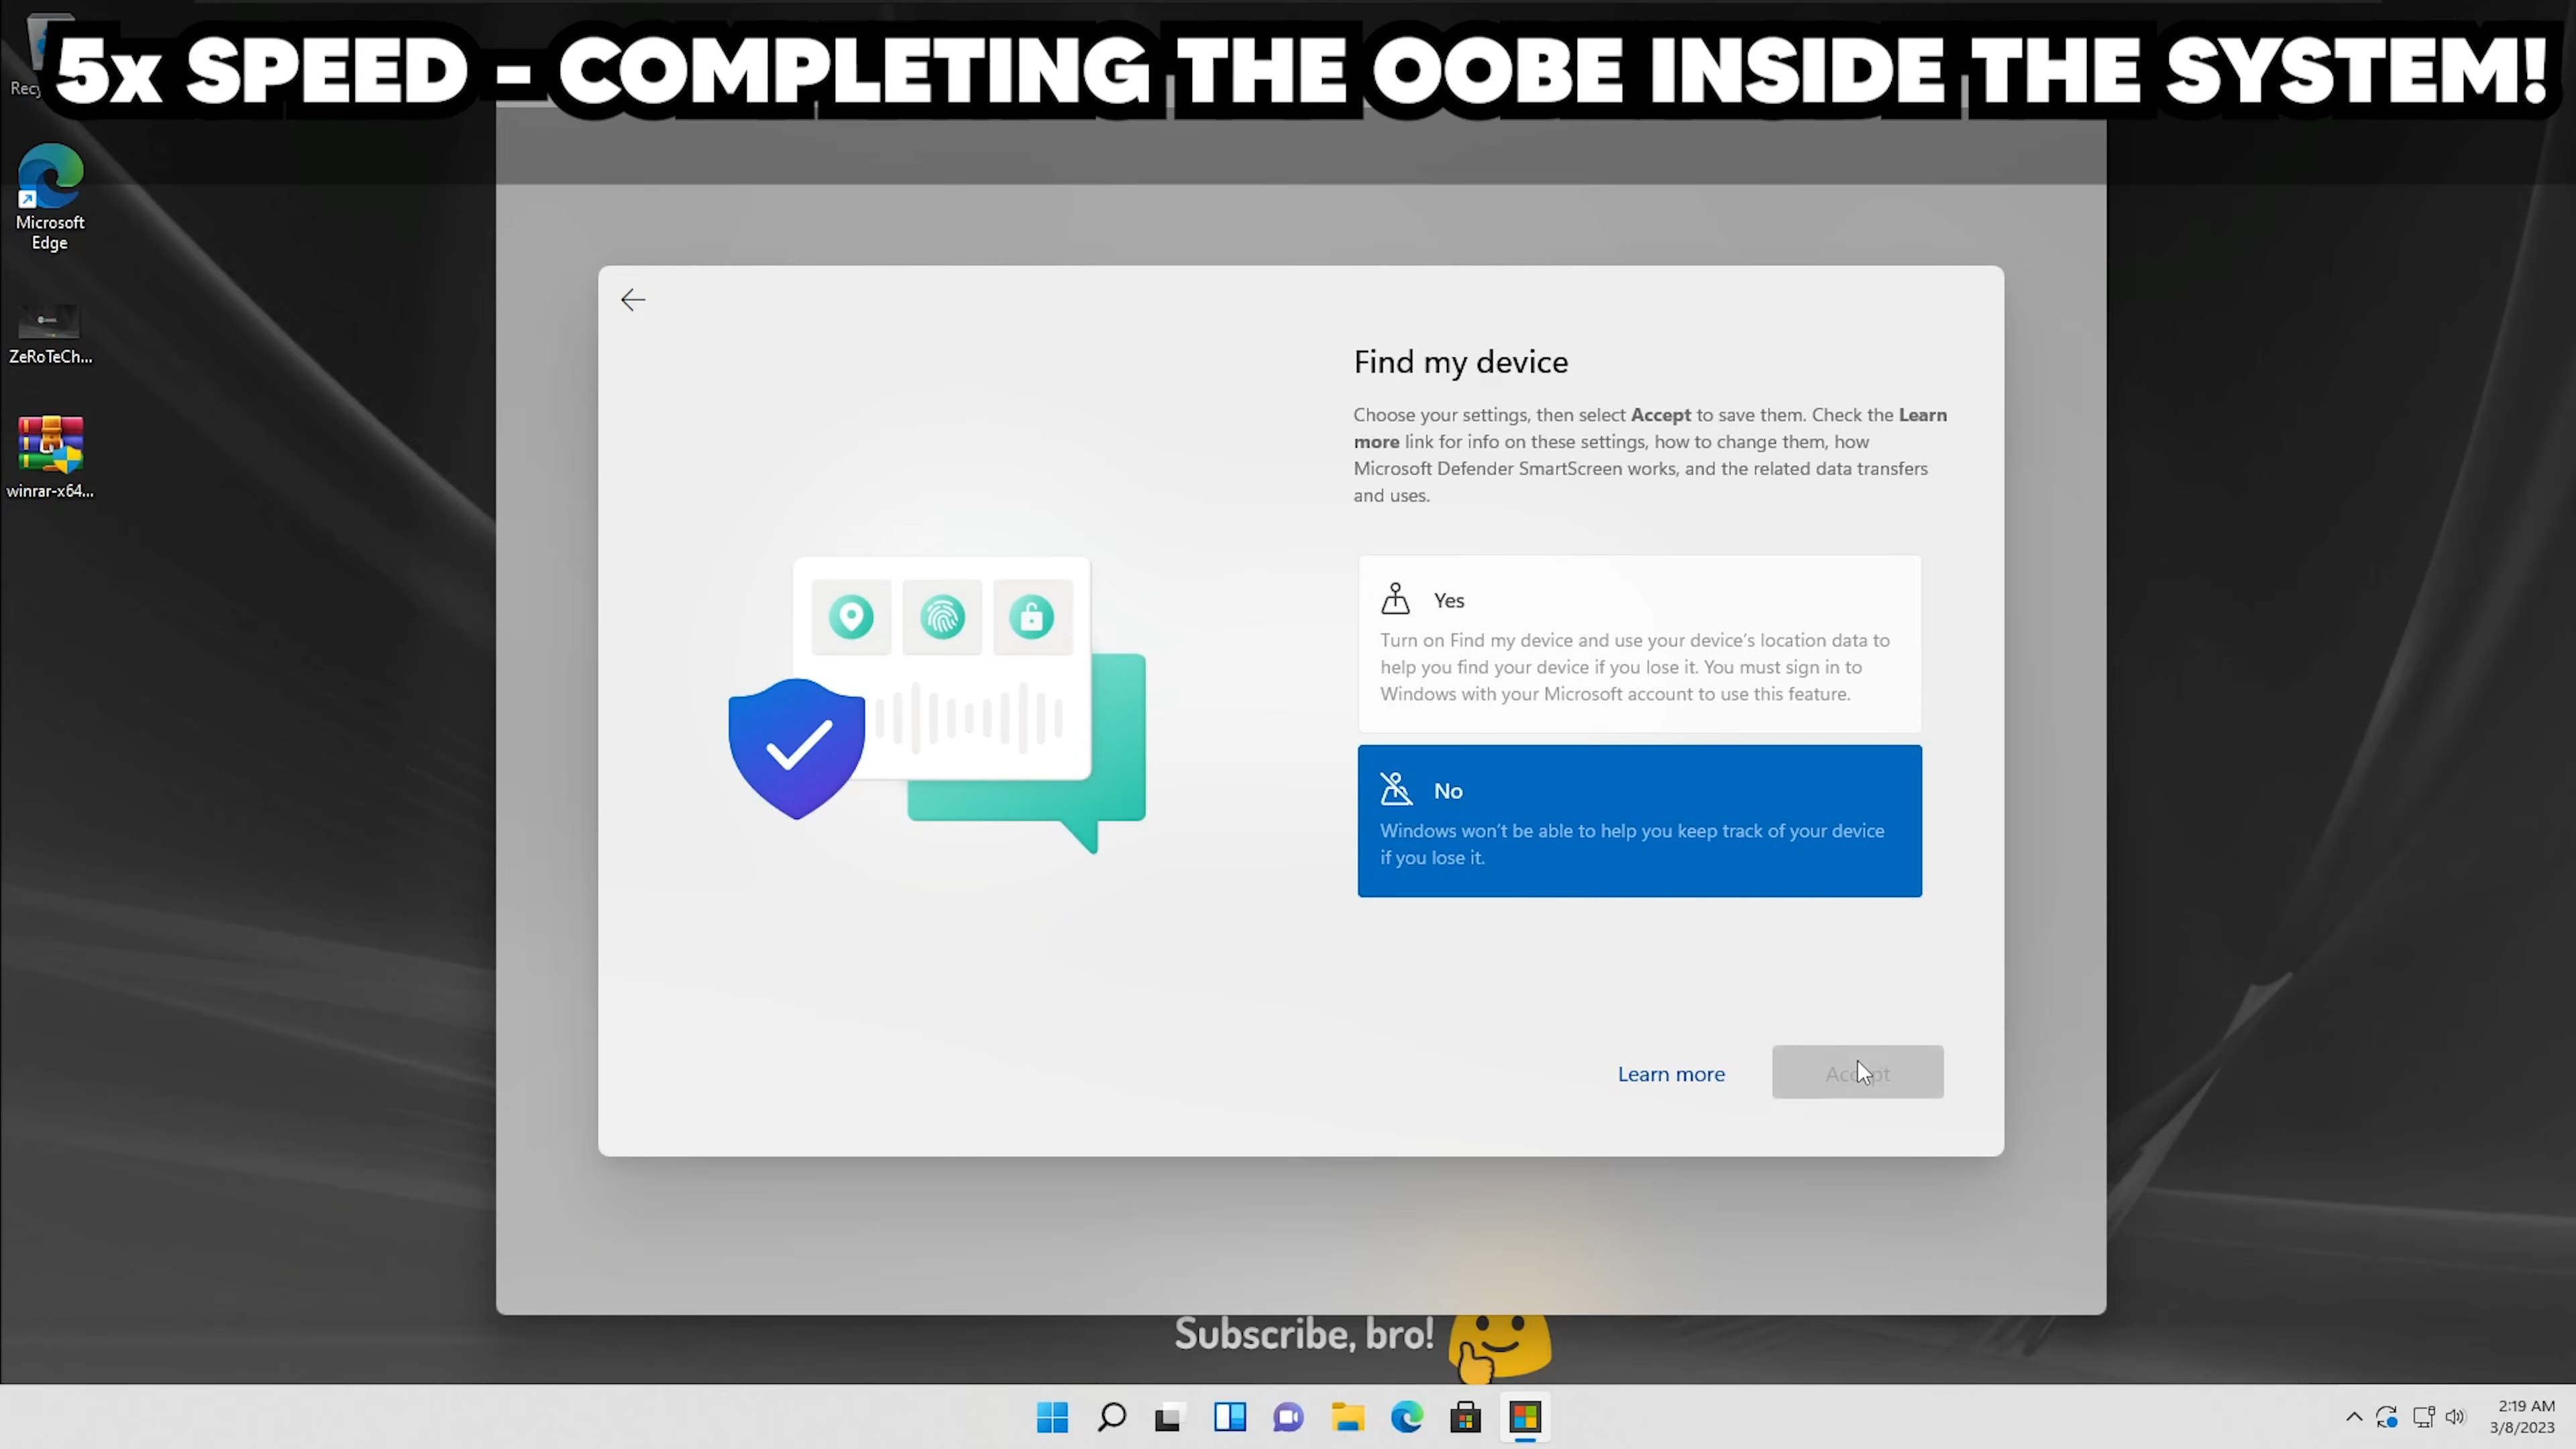 5x SPEED - COMPLETING THE OOBE INSIDE THE SYSTEM!
Microsoft
Edge
ZeRoTeCh...
winrar-x64...
Find my device
Choose your settings, then select Accept to save them. Check the Learn
more link for info on these settings, how to change them, how
Microsoft Defender SmartScreen works, and the related data transfers
and uses.
Yes
Turn on Find my device and use your device's location data to
help you find your device if you lose it. You must sign in to
Windows with your Microsoft account to use this feature.
No
Windows won't be able to help you keep track of your device
if you lose it.
Learn more
Accept
Subscribe, bro!
2:19 AM
3/8/2023